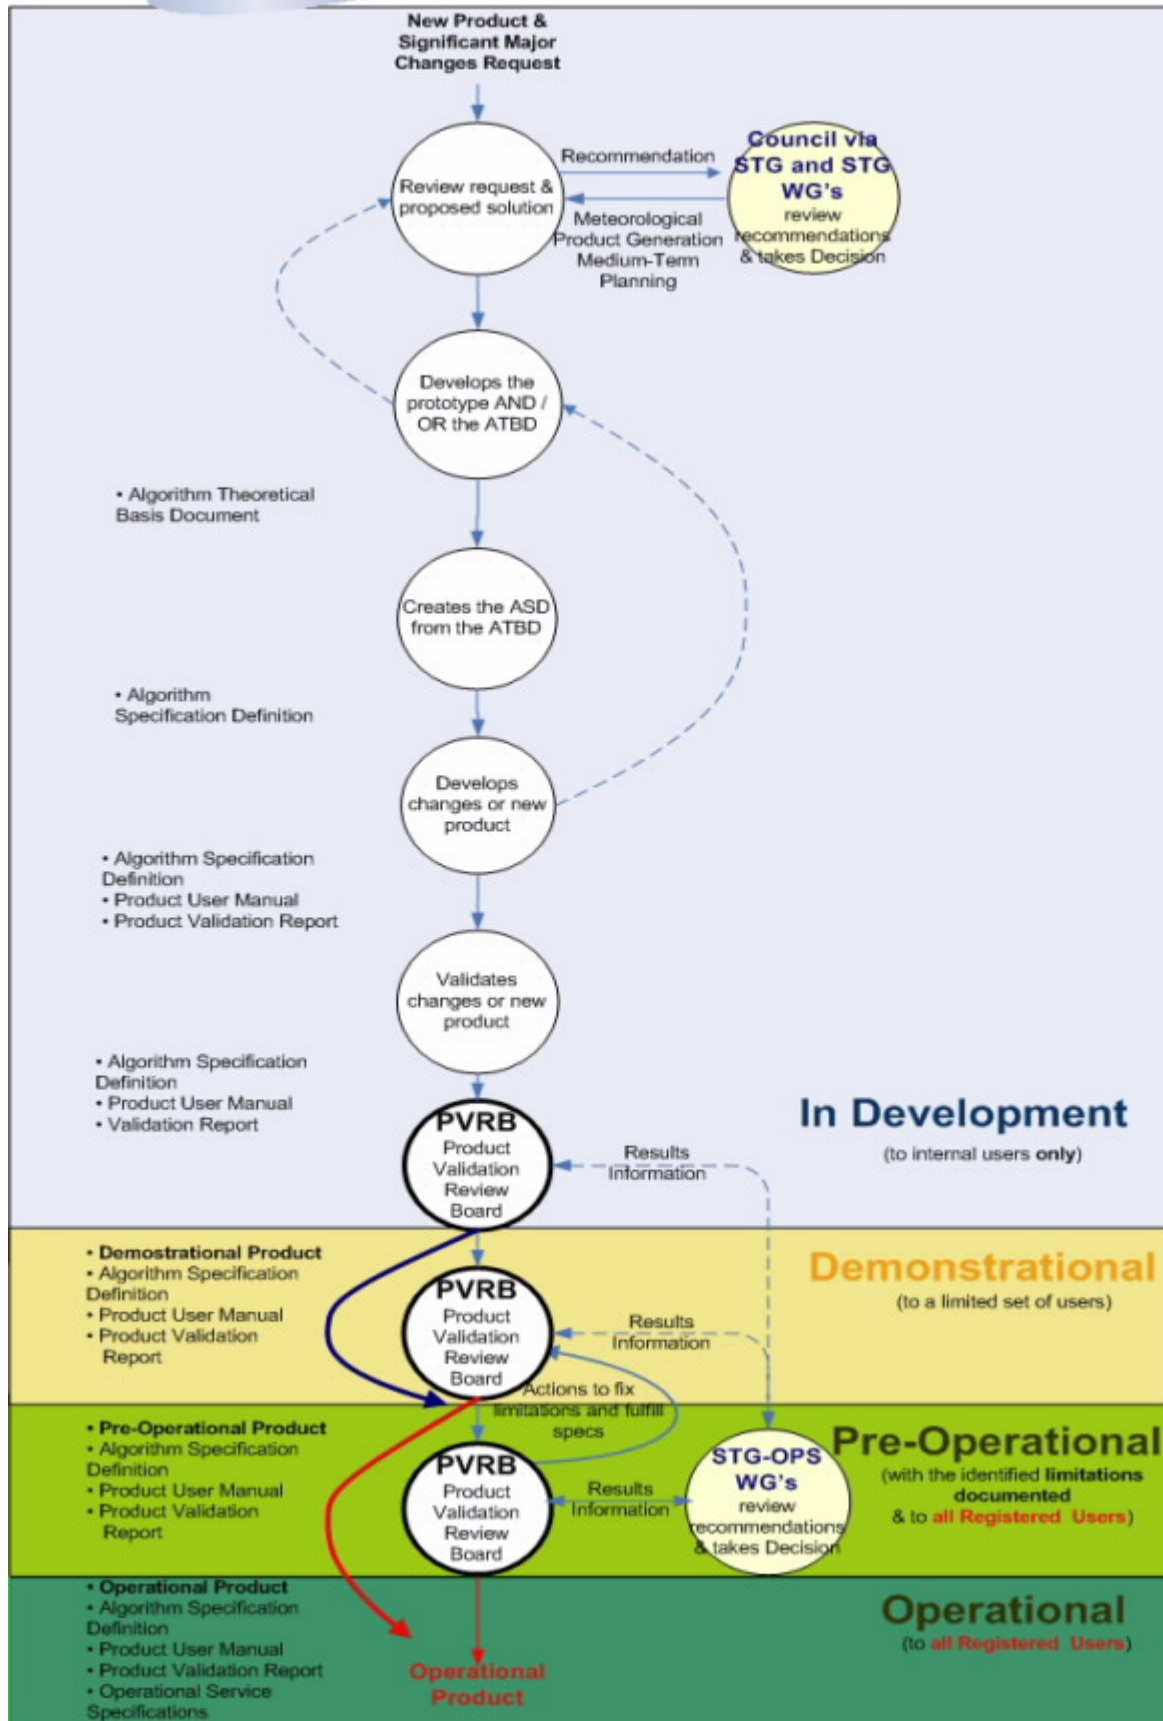 New Product &
Significant Major
Changes Request
Recommendation
Council via
STG and STG
WG's
review
recommendations
& takes Decision
Review request &
proposed solution
Meteorological
Product Generation
Medium-Term
Planning
Develops the
prototype AND /
OR the ATBD
• Algorithm Theoretical
Basis Document
Creates the ASD
from the ATBD
• Algorithm
Specification Definition
Develops
changes or new
product
• Algorithm Specification
Definition
• Product User Manual
• Product Validation Report
Validates
changes or new
product
• Algorithm Specification
Definition
• Product User Manual
• Validation Report
PVRB
Product
Validation
Review
Board
Results
Information
In Development
(to internal users only)
• Demostrational Product
• Algorithm Specification
Definition
• Product User Manual
• Product Validation
Report
PVRB
Product
Validation
Review
Board
Results
Information
Demonstrational
(to a limited set of users)
Actions to fix
limitations and fulfill
specs
• Pre-Operational Product
• Algorithm Specification
Definition
• Product User Manual
• Product Validation
Report
PVRB
Product
Validation
Review
Board
Results
Information
STG-OPS
WG's
review
recommendations
& takes Decision
Pre-Operational
(with the identified limitations
documented
& to all Registered Users)
• Operational Product
• Algorithm Specification
Definition
• Product User Manual
• Product Validation Report
• Operational Service
Specifications
Operational
Product
Operational
(to all Registered Users)